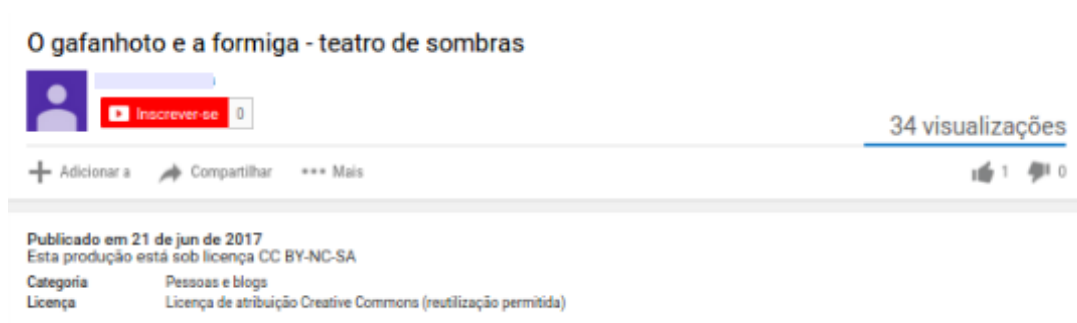 O gafanhoto e a formiga - teatro de sombras
Inscrever-se 0
34 visualizações
Adicionar a Compartilhar Mais 1 0
Publicado em 21 de jun de 2017
Esta produção está sob licença CC BY-NC-SA
Categoria Pessoas e blogs
Licença Licença de atribuição Creative Commons (reutilização permitida)